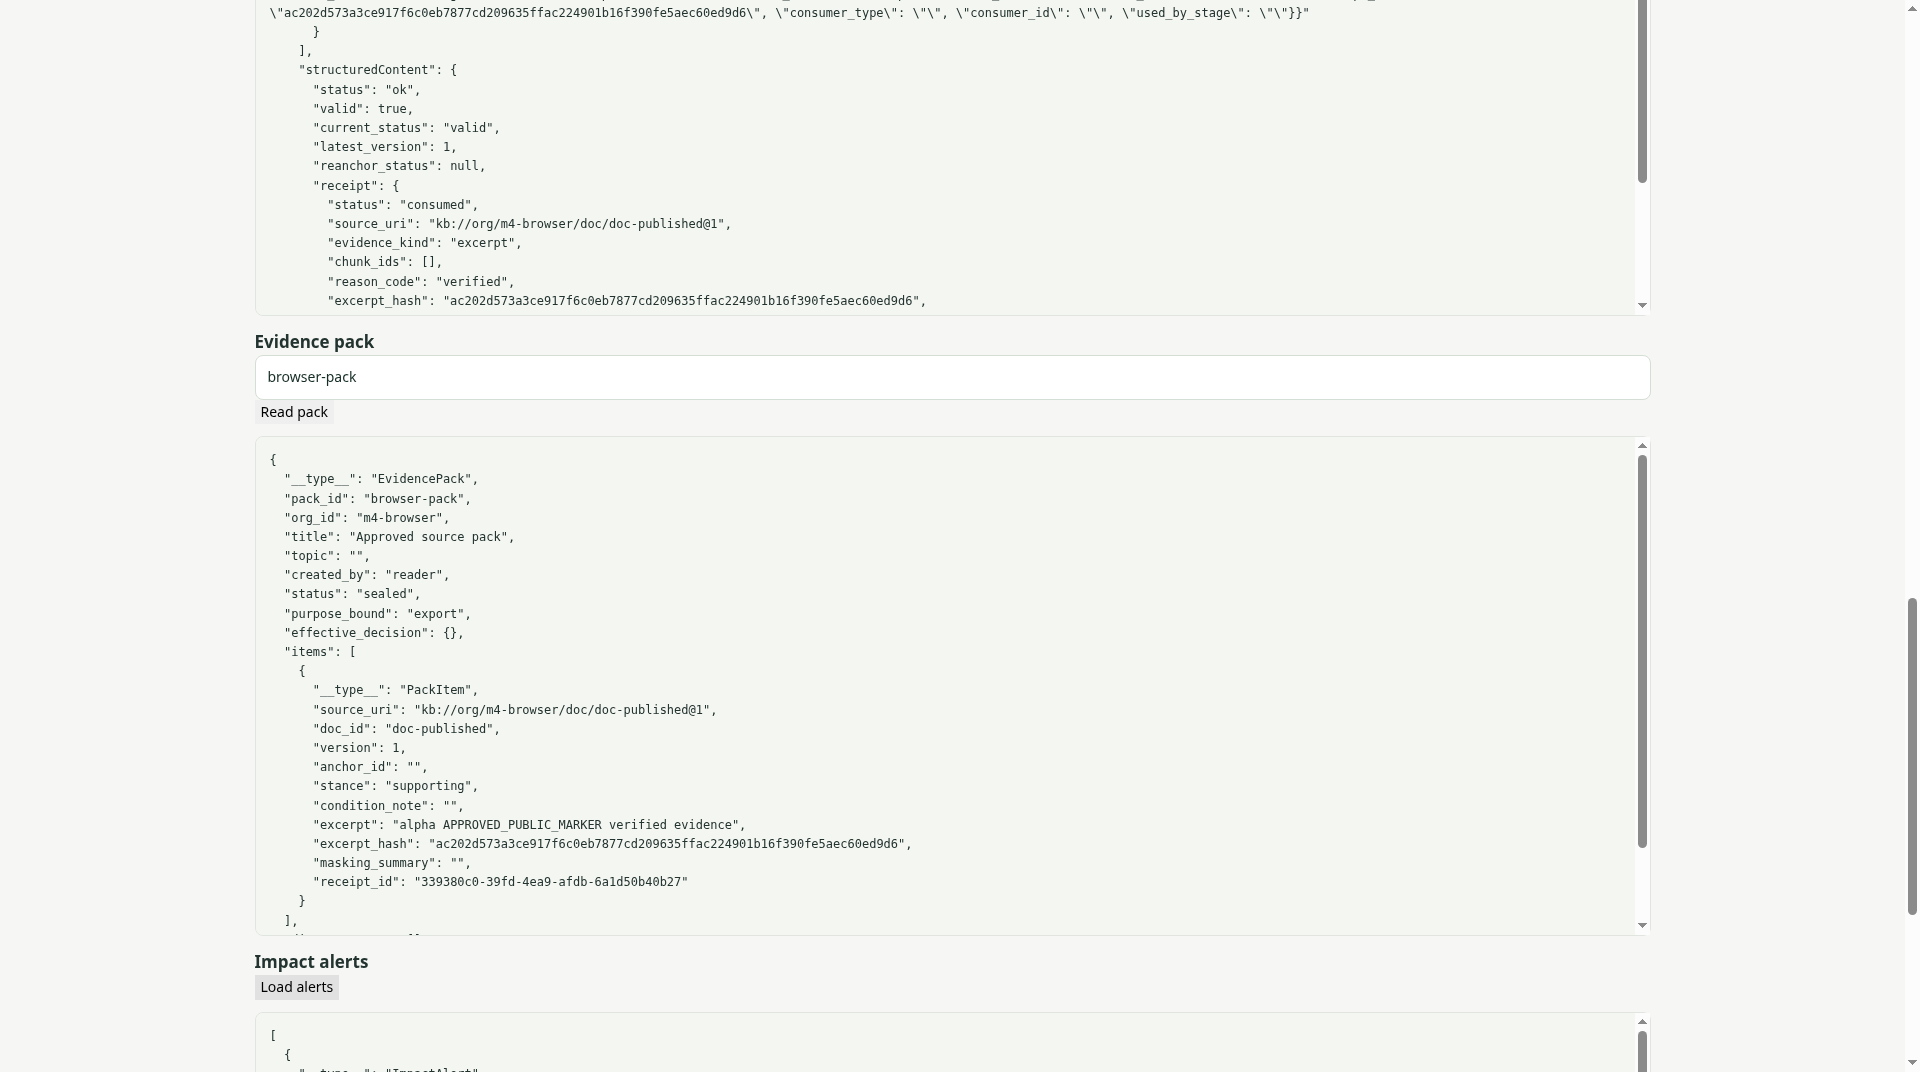 \"ac202d573a3ce917f6c0eb7877cd209635ffac224901b16f390fe5aec60ed9d6\", \"consumer_type\": \"\", \"consumer_id\": \"\", \"used_by_stage\": \"\"}}"
}
],
"structuredContent": {
"status": "ok",
"valid": true,
"current_status": "valid",
"latest_version": 1,
"reanchor_status": null,
"receipt": {
"status": "consumed",
"source_uri": "kb://org/m4-browser/doc/doc-published@1",
"evidence_kind": "excerpt",
"chunk_ids": [],
"reason_code": "verified",
"excerpt_hash": "ac202d573a3ce917f6c0eb7877cd209635ffac224901b16f390fe5aec60ed9d6",
Evidence pack
browser-pack
Read pack
{
"__type__": "EvidencePack",
"pack_id": "browser-pack",
"org_id": "m4-browser",
"title": "Approved source pack",
"topic": "",
"created_by": "reader",
"status": "sealed",
"purpose_bound": "export",
"effective_decision": {},
"items": [
{
"__type__": "PackItem",
"source_uri": "kb://org/m4-browser/doc/doc-published@1",
"doc_id": "doc-published",
"version": 1,
"anchor_id": "",
"stance": "supporting",
"condition_note": "",
"excerpt": "alpha APPROVED_PUBLIC_MARKER verified evidence",
"excerpt_hash": "ac202d573a3ce917f6c0eb7877cd209635ffac224901b16f390fe5aec60ed9d6",
"masking_summary": "",
"receipt_id": "339380c0-39fd-4ea9-afdb-6a1d50b40b27"
}
],
Impact alerts
Load alerts
[
{
"__type__": "ImpactAlert",